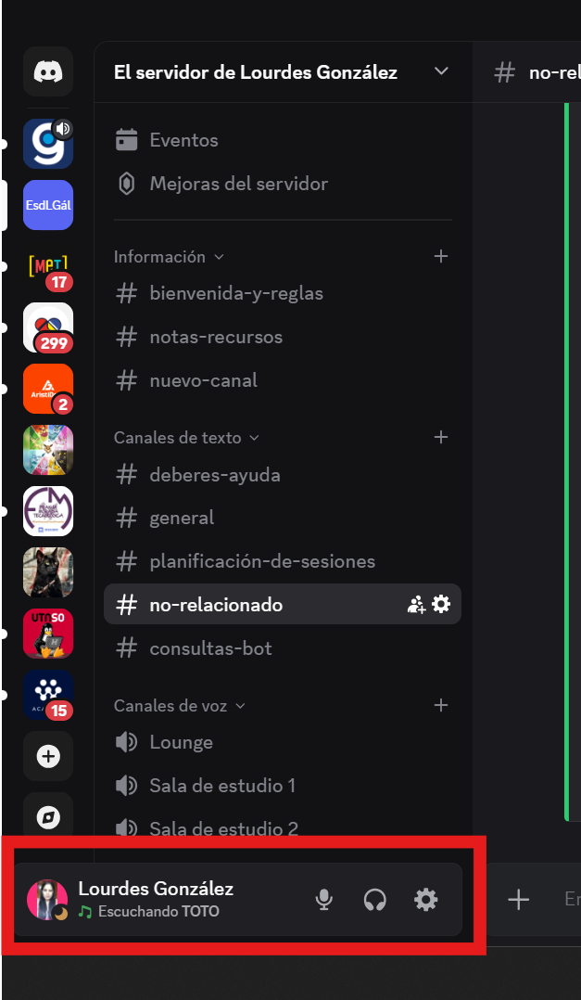 El servidor de Lourdes González
no-rel
Eventos
EsdLGál
Mejoras del servidor
[MPT]
17
Información
bienvenida-y-reglas
299
notas-recursos
nuevo-canal
2
Canales de texto
deberes-ayuda
general
planificación-de-sesiones
no-relacionado
UTNSO
consultas-bot
Canales de voz
15
Lounge
Sala de estudio 1
Sala de estudio 2
Lourdes González
Escuchando TOTO